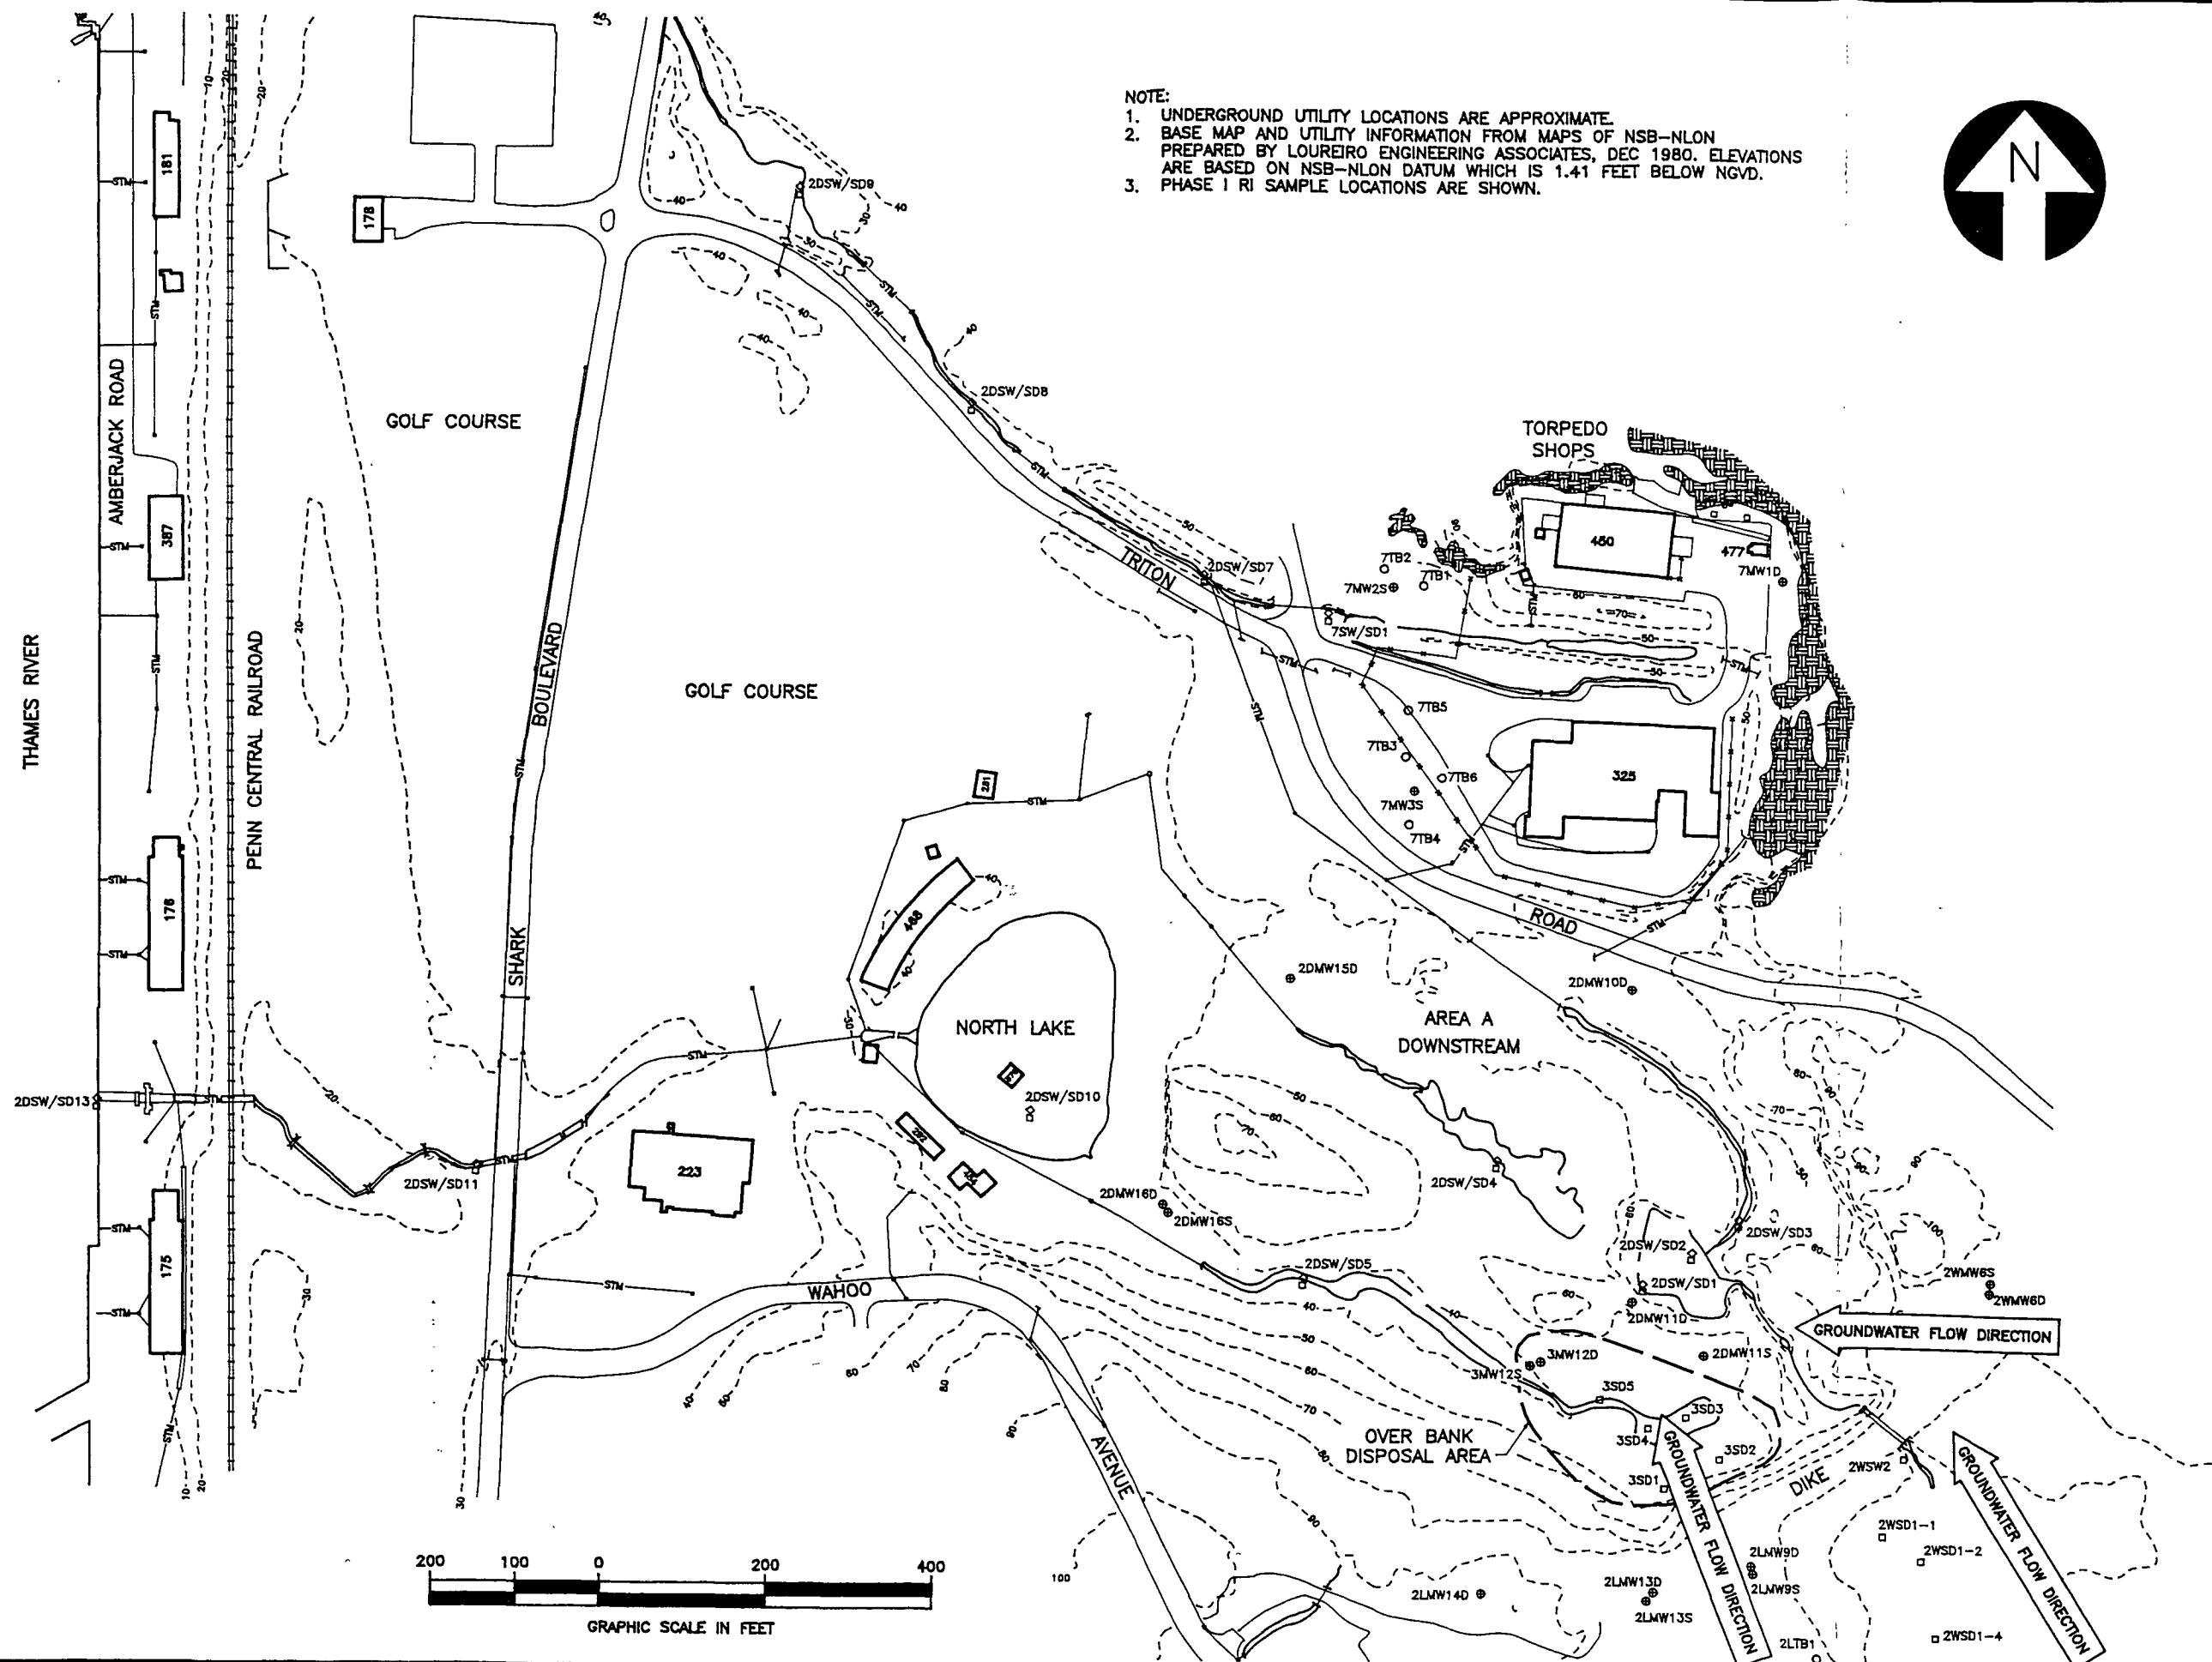 NOTE:
1. UNDERGROUND UTILITY LOCATIONS ARE APPROXIMATE.
2. BASE MAP AND UTILITY INFORMATION FROM MAPS OF NSB-NLON
PREPARED BY LOUREIRO ENGINEERING ASSOCIATES, DEC 1980. ELEVATIONS
ARE BASED ON NSB-NLON DATUM WHICH IS 1.41 FEET BELOW NGVD.
3. PHASE I RI SAMPLE LOCATIONS ARE SHOWN.
N
THAMES RIVER
AMBERJACK ROAD
PENN CENTRAL RAILROAD
181
178
387
176
175
GOLF COURSE
GOLF COURSE
SHARK
BOULEVARD
TRITON
ROAD
2DSW/SD9
2DSW/SD8
2DSW/SD7
TORPEDO
SHOPS
450
477
7MW1D
7TB2
7TB1
7MW2S
7SW/SD1
7TB5
7TB3
7TB6
7MW3S
7TB4
325
281
468
NORTH LAKE
2DSW/SD10
282
223
2DSW/SD13
2DSW/SD11
2DMW15D
2DMW10D
AREA A
DOWNSTREAM
2DSW/SD4
2DMW16D
2DMW16S
2DSW/SD5
2DSW/SD3
2DSW/SD2
2DSW/SD1
2DMW11D
2DMW11S
2WMW6S
2WMW6D
GROUNDWATER FLOW DIRECTION
WAHOO
AVENUE
3MW12D
3MW12S
3SD5
3SD3
3SD4
3SD2
3SD1
OVER BANK
DISPOSAL AREA
DIKE
2WSW2
GROUNDWATER FLOW DIRECTION
GROUNDWATER FLOW DIRECTION
2WSD1-1
2WSD1-2
2WSD1-4
2LMW9D
2LMW9S
2LMW13D
2LMW13S
2LMW14D
2LTB1
100
200 100 0 200 400
GRAPHIC SCALE IN FEET